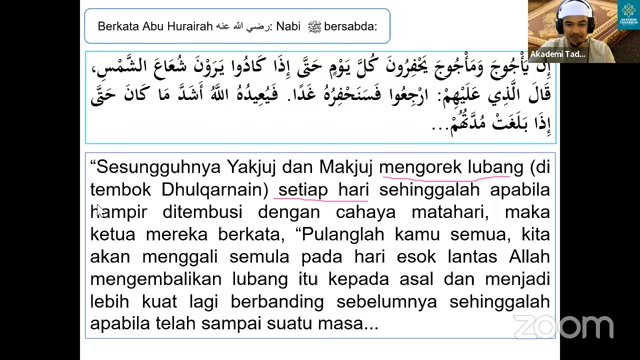 Berkata Abu Hurairah رضي الله عنه: Nabi ﷺ bersabda:
إِن يَأْجُوجَ وَمَأْجُوجَ يَحْفِرُونَ كُلَّ يَوْمٍ حَتَّى إِذَا كَادُوا يَرَوْنَ شُعَاعَ الشَّمْسِ،
قَالَ الَّذِي عَلَيْهِمْ: ارْجِعُوا فَسَنَحْفِرُهُ غَدًا. فَيُعِيدُهُ اللَّهُ أَشَدَّ مَا كَانَ حَتَّى
إِذَا بَلَغَتْ مُدَّتُهُمْ...
“Sesungguhnya Yakjuj dan Makjuj mengorek lubang (di
tembok Dhulqarnain) setiap hari sehinggalah apabila
hampir ditembusi dengan cahaya matahari, maka
ketua mereka berkata, “Pulanglah kamu semua, kita
akan menggali semula pada hari esok lantas Allah
mengembalikan lubang itu kepada asal dan menjadi
lebih kuat lagi berbanding sebelumnya sehinggalah
apabila telah sampai suatu masa...
Akademi Tad...
zoom